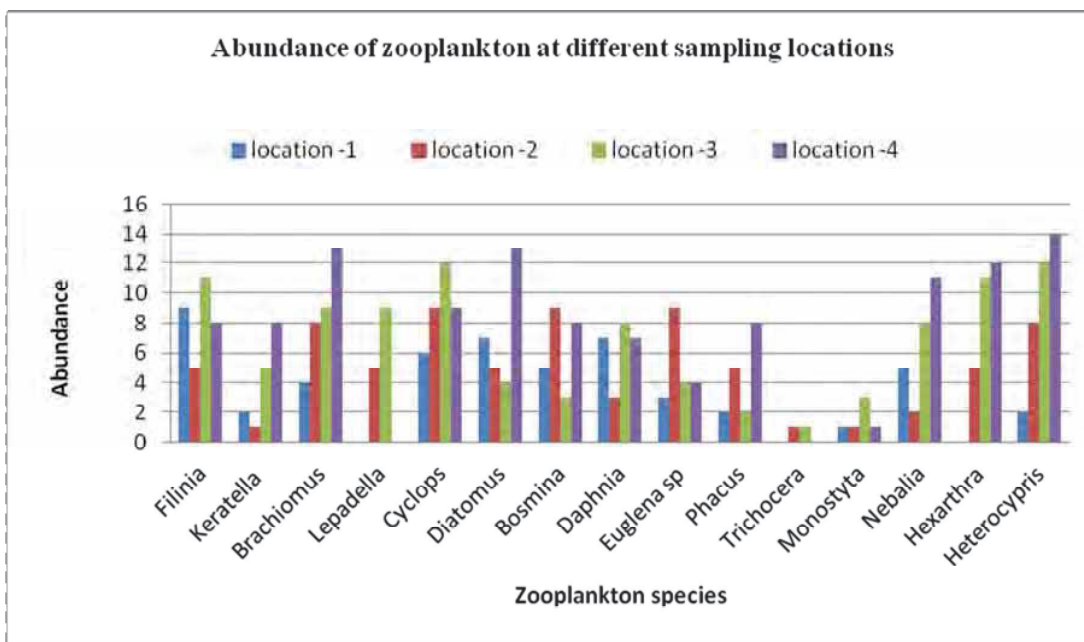 Abundance of zooplankton at different sampling locations
location -1 location -2 location -3 location -4
16
14
12
10
8
6
4
2
0
Abundance
Filinia
Keratella
Brachiomus
Lepadella
Cyclops
Diatomus
Bosmina
Daphnia
Euglena sp
Phacus
Trichocera
Monostyta
Nebalia
Hexarthra
Heterocypris
Zooplankton species